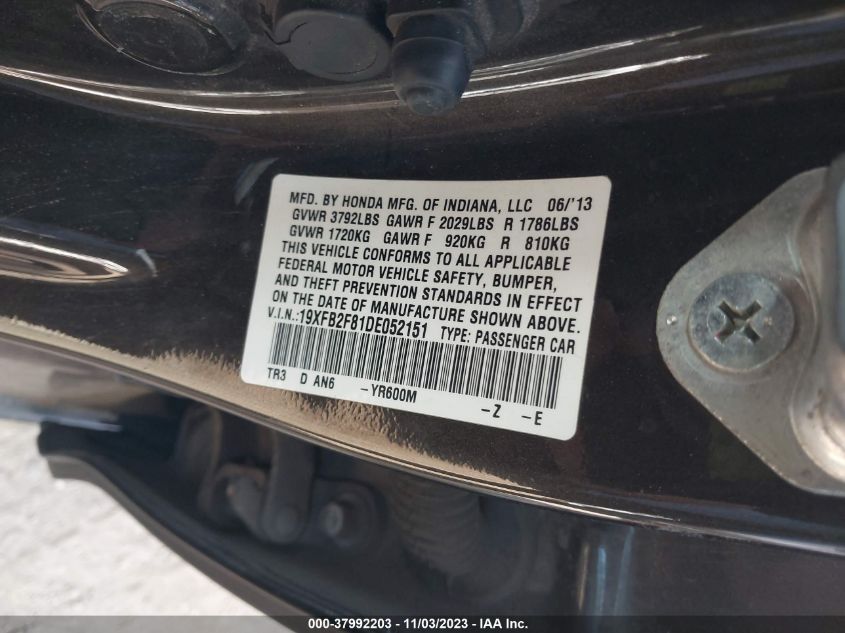 MFD. BY HONDA MFG. OF INDIANA, LLC 06/'13
GVWR 3792LBS GAWR F 2029LBS R 1786LBS
GVWR 1720KG GAWR F 920KG R 810KG
THIS VEHICLE CONFORMS TO ALL APPLICABLE
FEDERAL MOTOR VEHICLE SAFETY, BUMPER,
AND THEFT PREVENTION STANDARDS IN EFFECT
ON THE DATE OF MANUFACTURE SHOWN ABOVE.
V.I.N.:19XFB2F81DE052151 TYPE: PASSENGER CAR
TR3 D AN6 -YR600M -Z -E
000-37992203 - 11/03/2023 - IAA Inc.